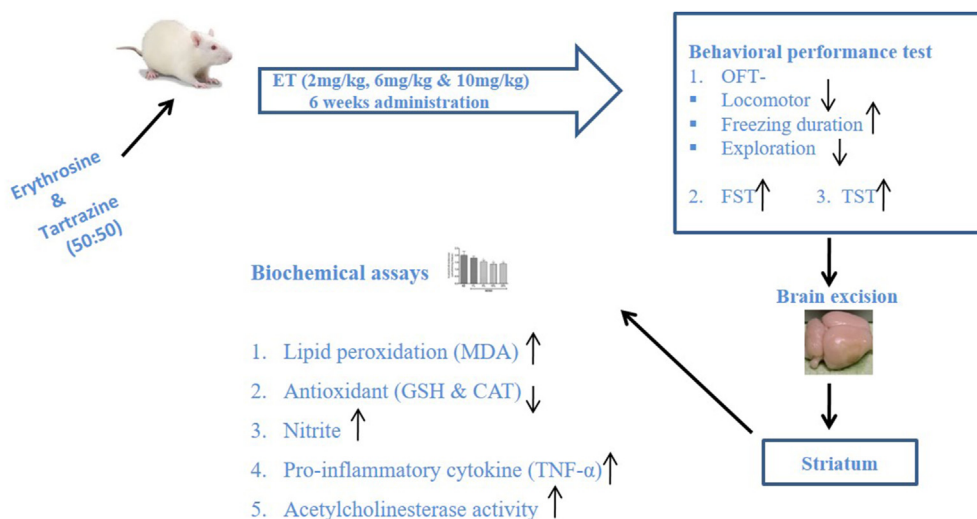 Erythrosine
&
Tartrazine
(50:50)
ET (2mg/kg, 6mg/kg & 10mg/kg)
6 weeks administration
Behavioral performance test
1. OFT-
▪ Locomotor ↓
▪ Freezing duration ↑
▪ Exploration ↓
2. FST ↑ 3. TST ↑
Brain excision
Striatum
Biochemical assays
1. Lipid peroxidation (MDA) ↑
2. Antioxidant (GSH & CAT) ↓
3. Nitrite ↑
4. Pro-inflammatory cytokine (TNF-α) ↑
5. Acetylcholinesterase activity ↑